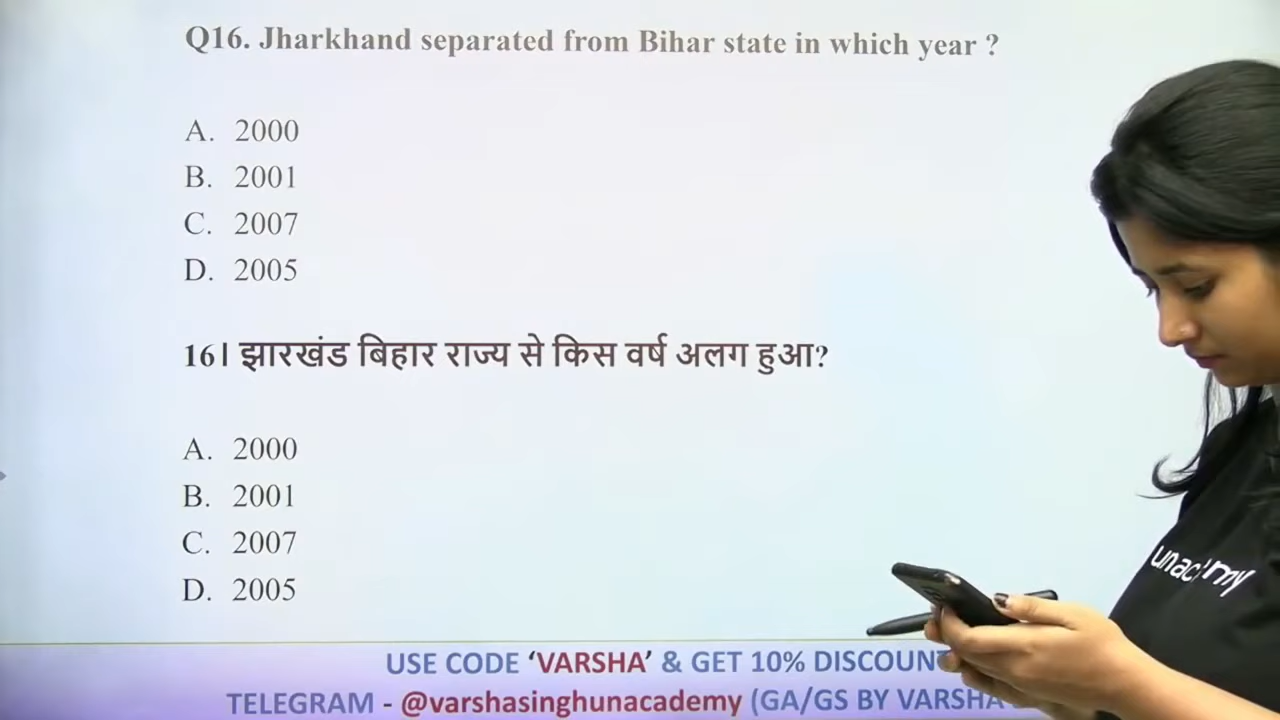 Q16. Jharkhand separated from Bihar state in which year ?
A. 2000
B. 2001
C. 2007
D. 2005
16। झारखंड बिहार राज्य से किस वर्ष अलग हुआ?
A. 2000
B. 2001
C. 2007
D. 2005
USE CODE ‘VARSHA’ & GET 10% DISCOUNT
TELEGRAM - @varshasinghunacademy (GA/GS BY VARSHA